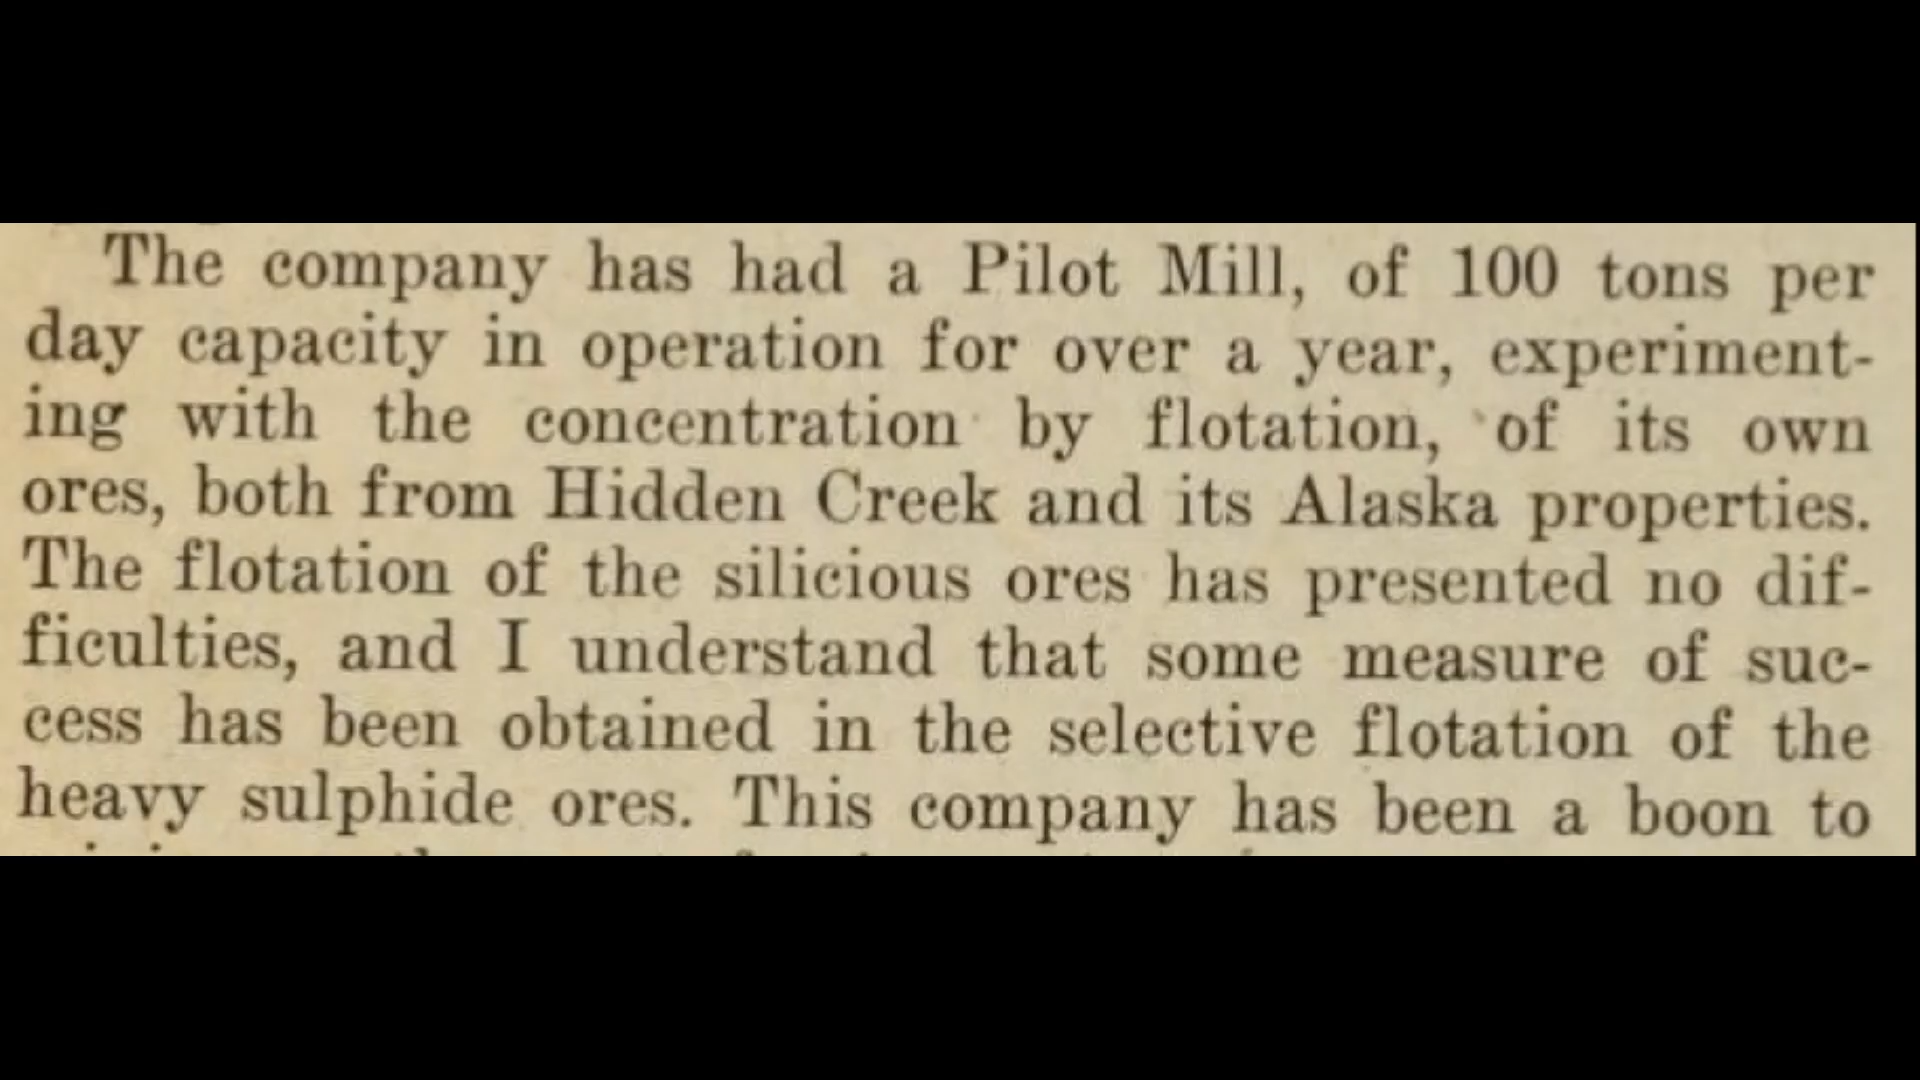 The company has had a Pilot Mill, of 100 tons per
day capacity in operation for over a year, experiment-
ing with the concentration by flotation, of its own
ores, both from Hidden Creek and its Alaska properties.
The flotation of the silicious ores has presented no dif-
ficulties, and I understand that some measure of suc-
cess has been obtained in the selective flotation of the
heavy sulphide ores. This company has been a boon to